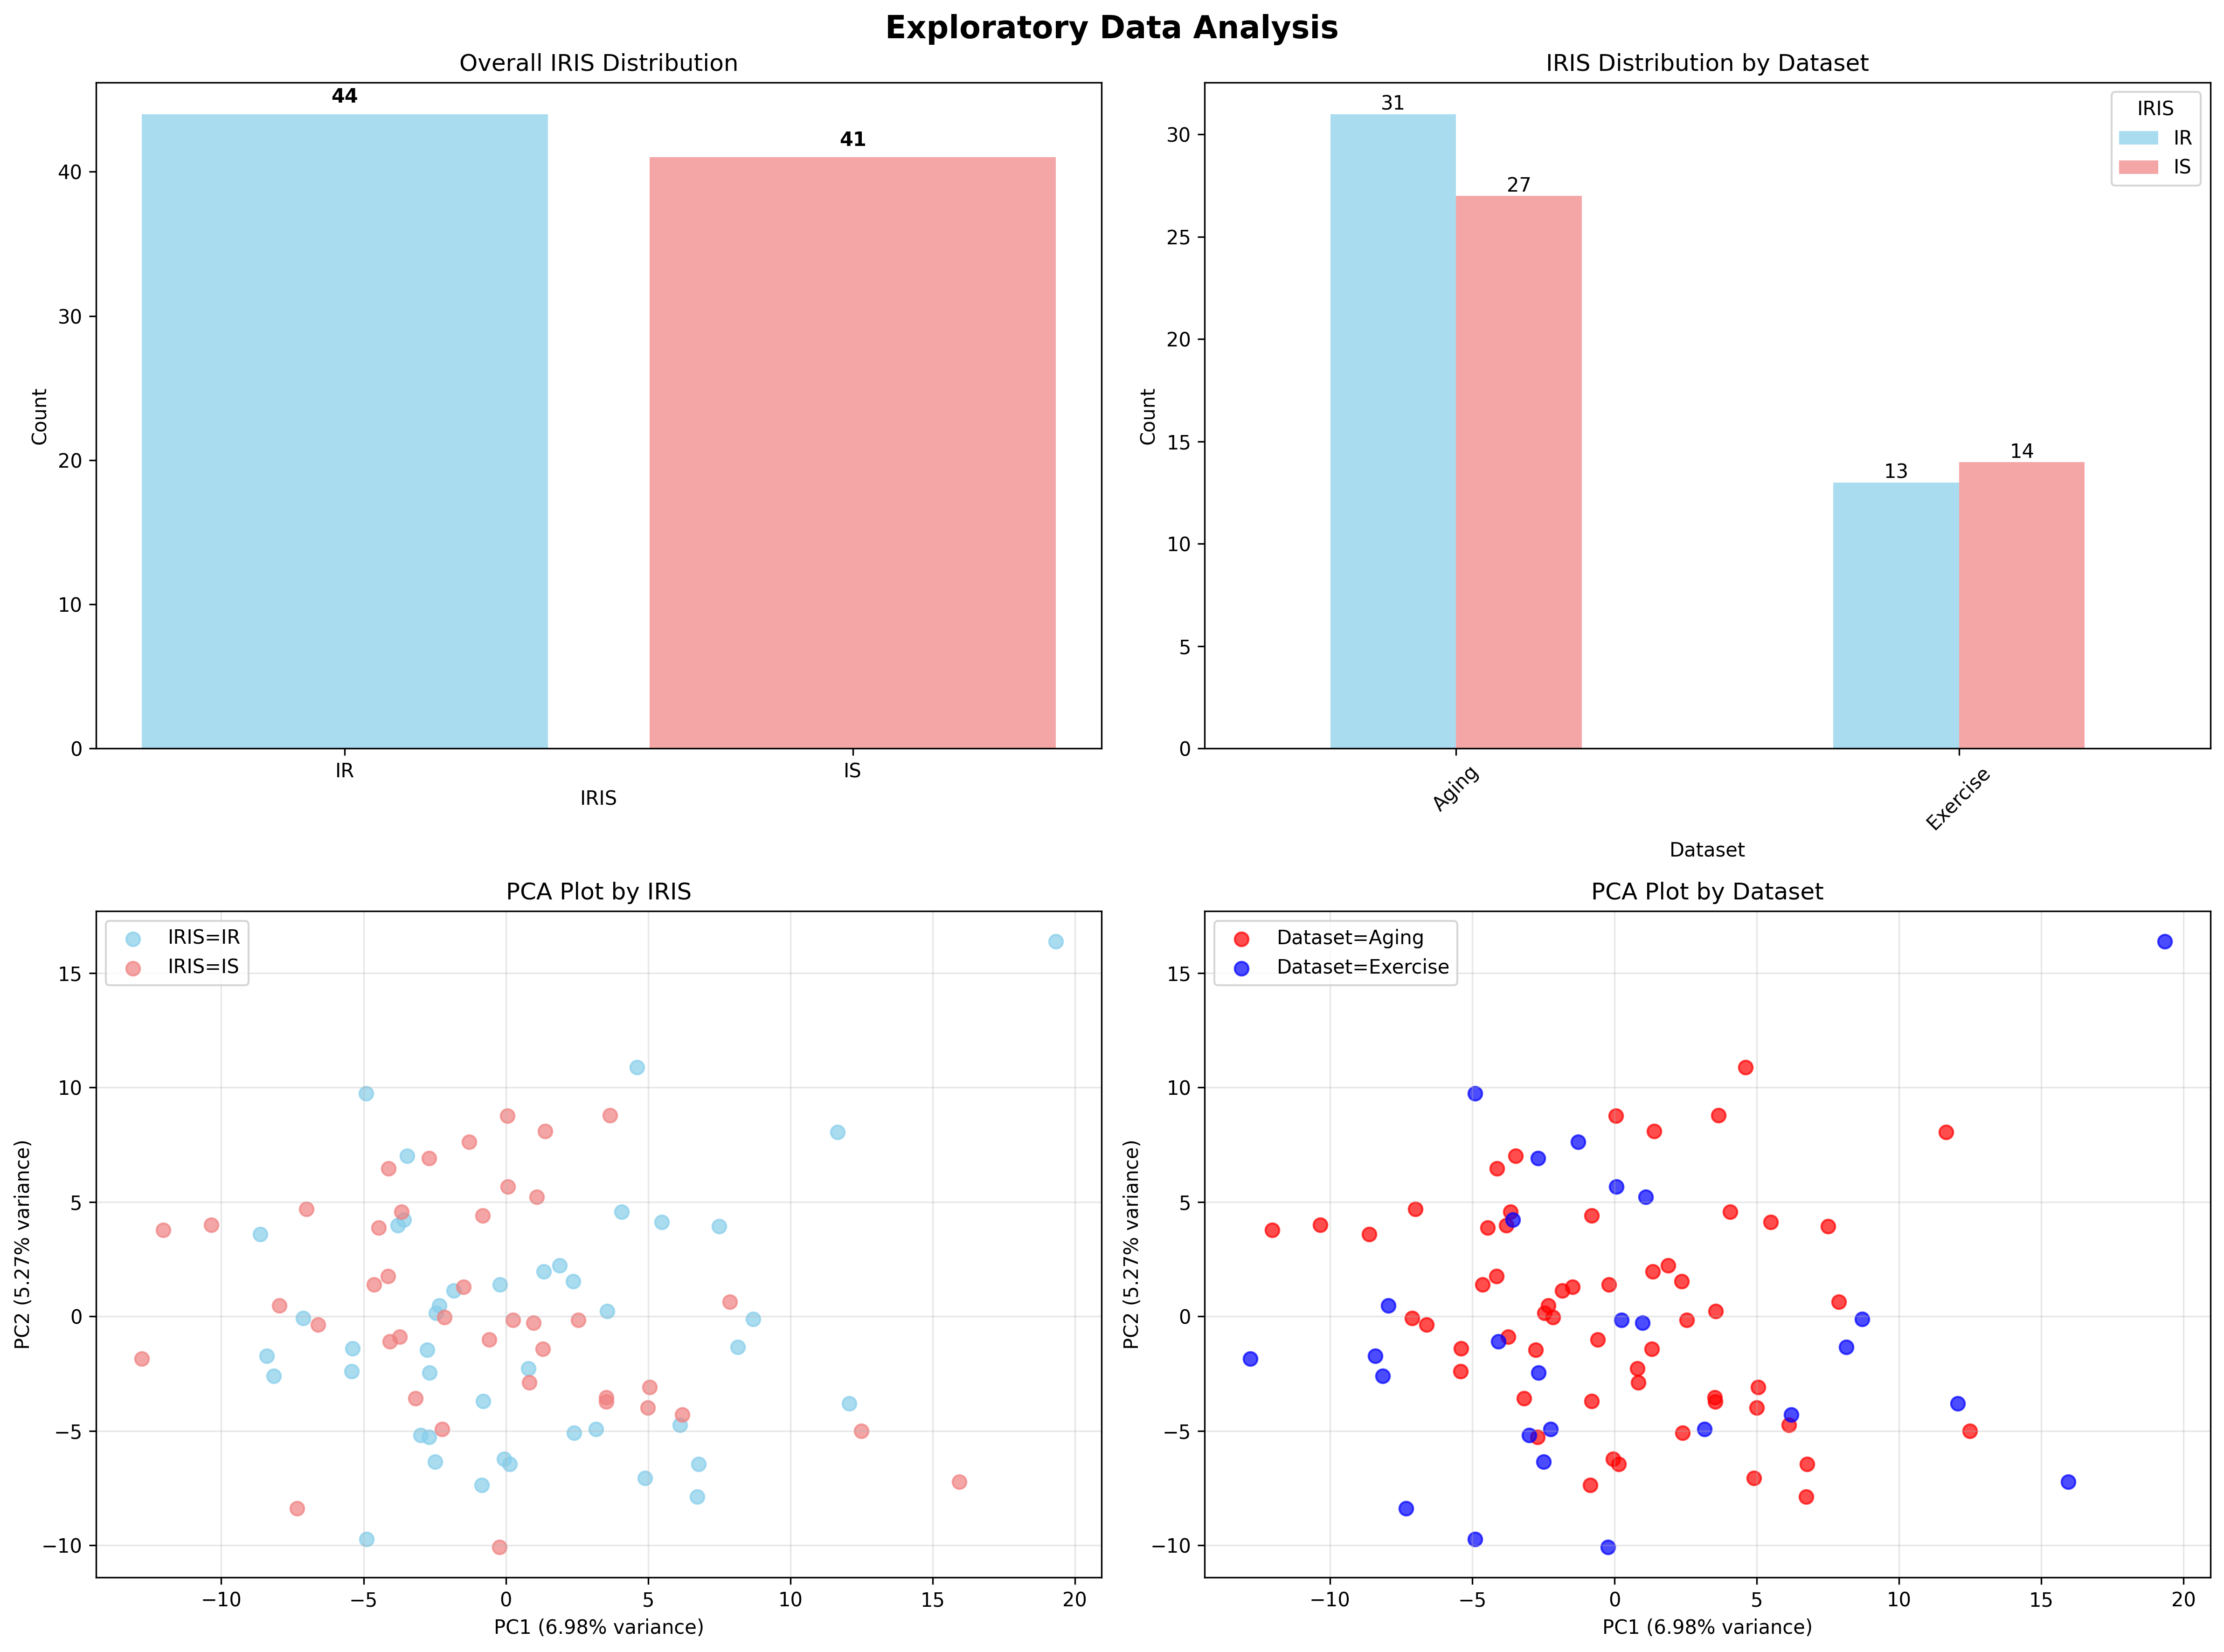 Exploratory Data Analysis
Overall IRIS Distribution
44
41
Count
40
30
20
10
0
IR
IS
IRIS
IRIS Distribution by Dataset
IRIS
IR
IS
31
27
13
14
Count
30
25
20
15
10
5
0
Aging
Exercise
Dataset
PCA Plot by IRIS
IRIS=IR
IRIS=IS
PC2 (5.27% variance)
15
10
5
0
−5
−10
−10
−5
0
5
10
15
20
PC1 (6.98% variance)
PCA Plot by Dataset
Dataset=Aging
Dataset=Exercise
PC2 (5.27% variance)
15
10
5
0
−5
−10
−10
−5
0
5
10
15
20
PC1 (6.98% variance)